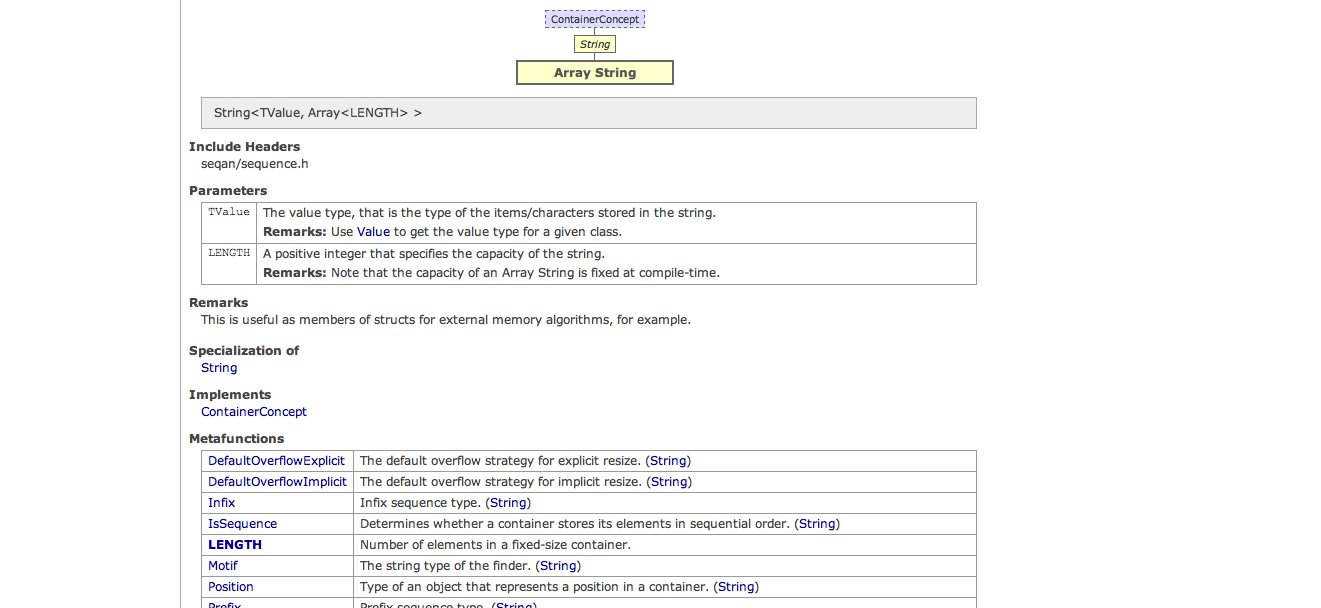 ContainerConcept
String
Array String
String<TValue, Array<LENGTH> >
Include Headers
seqan/sequence.h
Parameters
TValue The value type, that is the type of the items/characters stored in the string.
Remarks: Use Value to get the value type for a given class.
LENGTH A positive integer that specifies the capacity of the string.
Remarks: Note that the capacity of an Array String is fixed at compile-time.
Remarks
This is useful as members of structs for external memory algorithms, for example.
Specialization of
String
Implements
ContainerConcept
Metafunctions
DefaultOverflowExplicit The default overflow strategy for explicit resize. (String)
DefaultOverflowImplicit The default overflow strategy for implicit resize. (String)
Infix Infix sequence type. (String)
IsSequence Determines whether a container stores its elements in sequential order. (String)
LENGTH Number of elements in a fixed-size container.
Motif The string type of the finder. (String)
Position Type of an object that represents a position in a container. (String)
Prefix Prefix sequence type. (String)